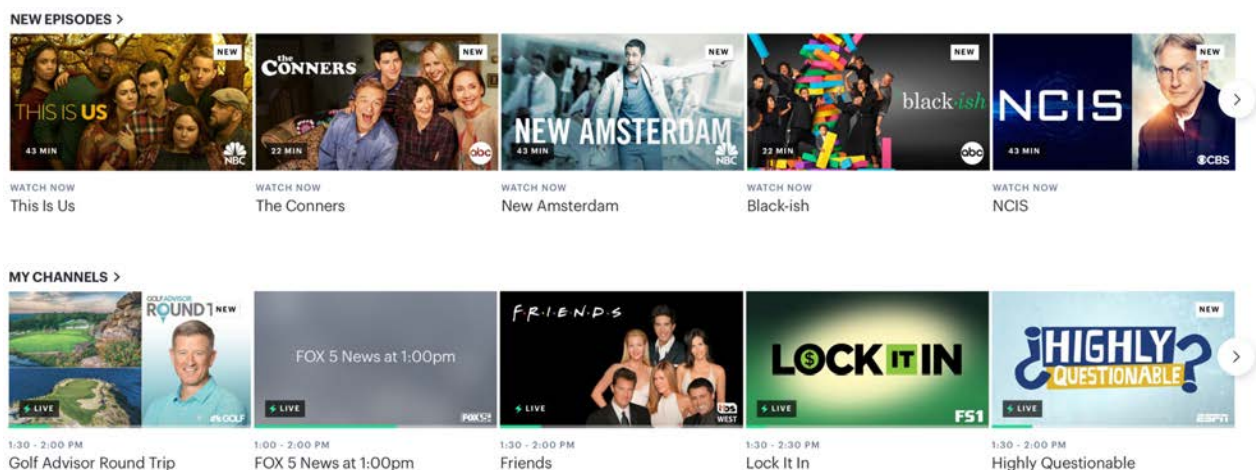 NEW EPISODES >
THIS IS US
NEW
43 MIN
NBC
the CONNERS
NEW
22 MIN
abc
NEW AMSTERDAM
NEW
43 MIN
NBC
black-ish
NEW
22 MIN
abc
NCIS
NEW
43 MIN
CBS
WATCH NOW
This Is Us
WATCH NOW
The Conners
WATCH NOW
New Amsterdam
WATCH NOW
Black-ish
WATCH NOW
NCIS
MY CHANNELS >
GOLF ADVISOR
ROUND T
NEW
LIVE
GOLF
FOX 5 News at 1:00pm
LIVE
FOX 5
F·R·I·E·N·D·S
LIVE
tbs
WEST
LOCK IT IN
LIVE
FS1
¿HIGHLY
QUESTIONABLE?
NEW
LIVE
ESPN
1:30 - 2:00 PM
Golf Advisor Round Trip
1:00 - 2:00 PM
FOX 5 News at 1:00pm
1:30 - 2:00 PM
Friends
1:30 - 2:30 PM
Lock It In
1:30 - 2:00 PM
Highly Questionable